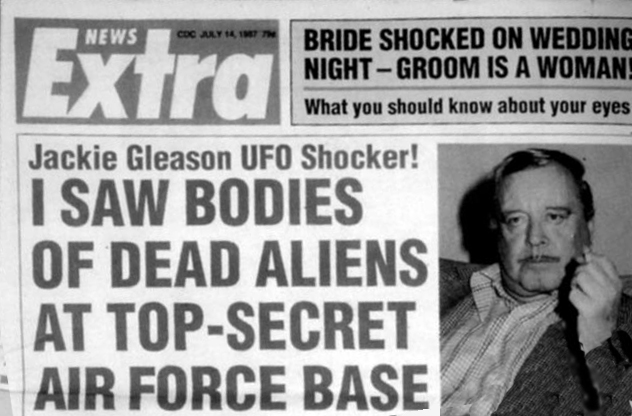 NEWS
Extra
CDC JULY 14, 1987 79¢
BRIDE SHOCKED ON WEDDING
NIGHT – GROOM IS A WOMAN!
What you should know about your eyes
Jackie Gleason UFO Shocker!
I SAW BODIES
OF DEAD ALIENS
AT TOP-SECRET
AIR FORCE BASE